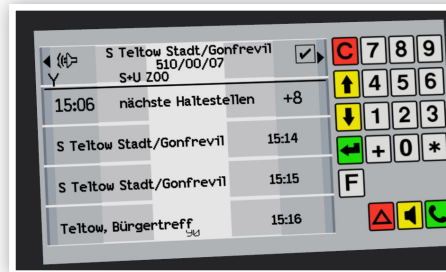 S Teltow Stadt/Gonfrevil
510/00/07
S+U ZOO
15:06 nächste Haltestellen +8
S Teltow Stadt/Gonfrevil 15:14
S Teltow Stadt/Gonfrevil 15:15
Teltow, Bürgertreff 15:16
C 7 8 9
4 5 6
1 2 3
+ 0 *
F